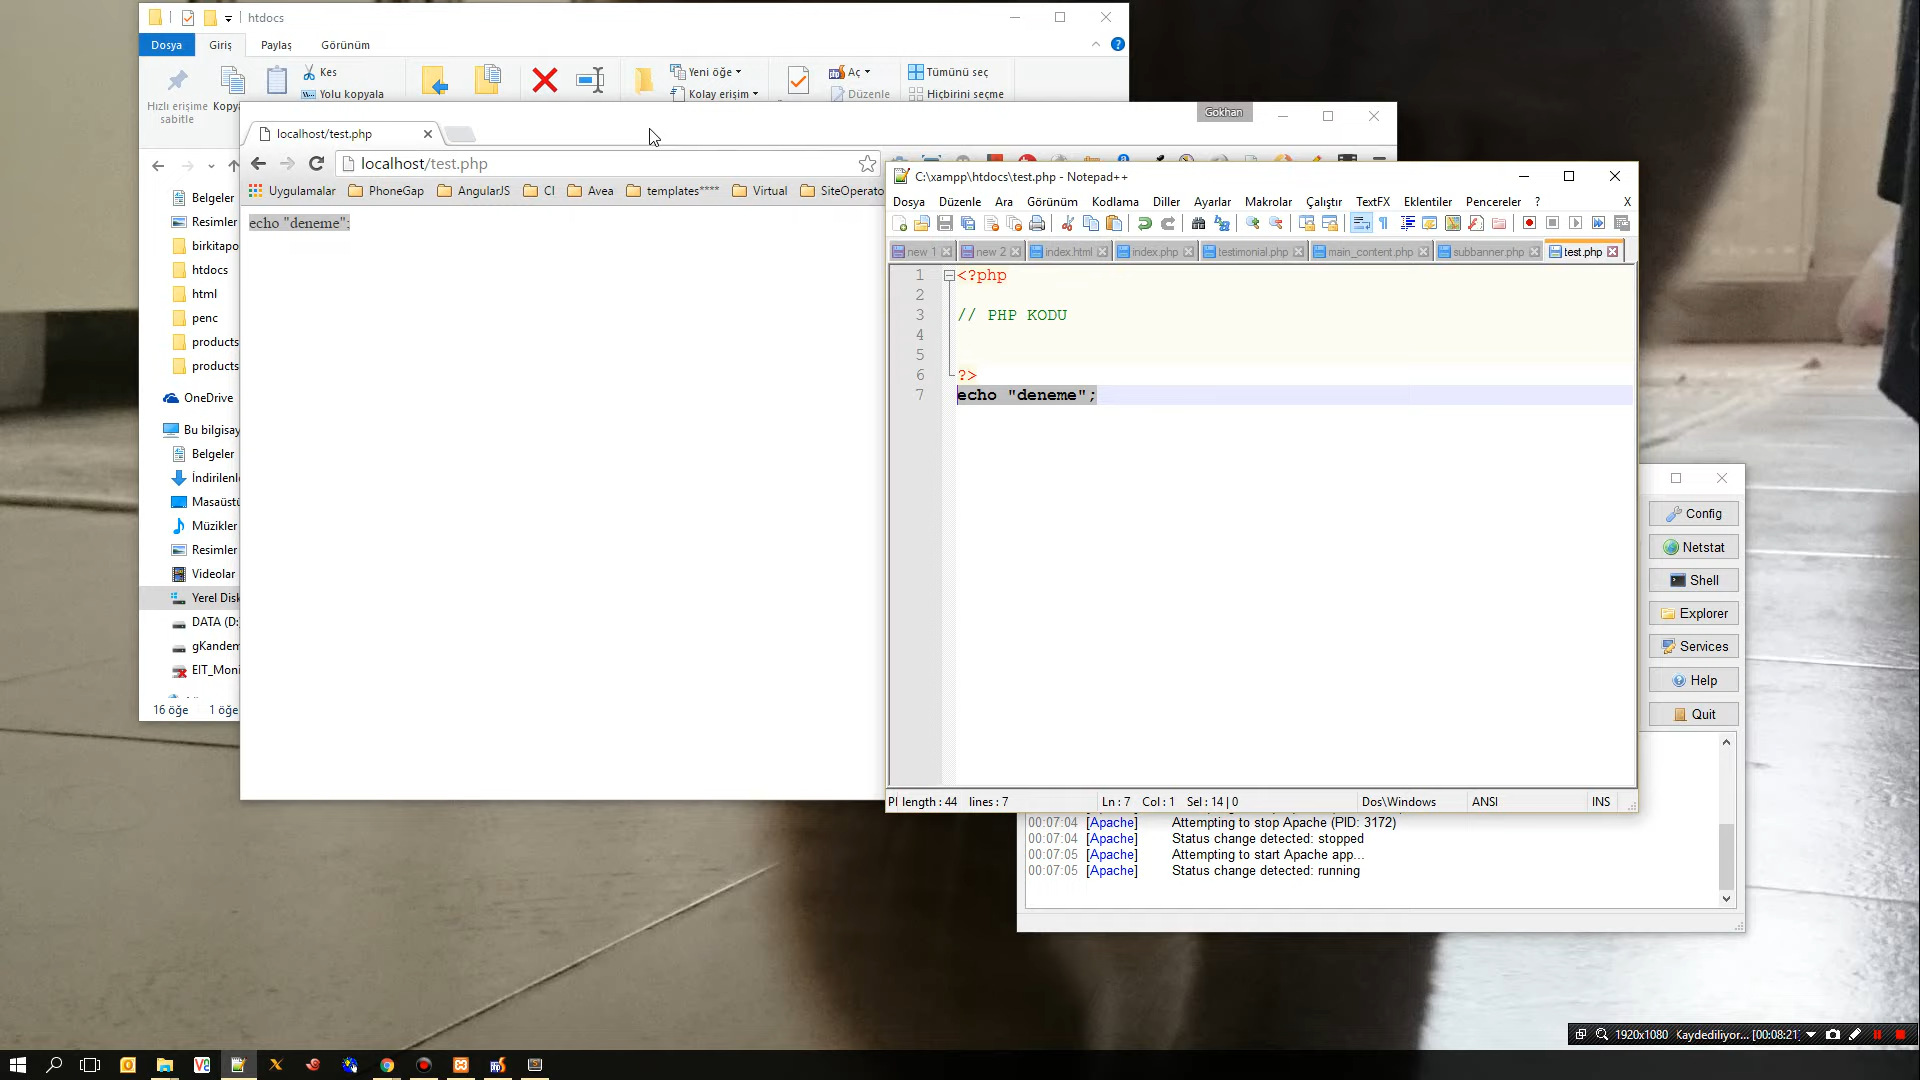 htdocs
Dosya Giriş Paylaş Görünüm
Hızlı erişime sabitle
Kes
Yolu kopyala
Yeni öğe
Kolay erişim
Aç
Düzenle
Tümünü seç
Hiçbirini seçme
Belgeler
Resimler
htdocs
html
penc
products
products
OneDrive
Belgeler
Müzikler
Resimler
Videolar
Yerel Disk
DATA (D:
16 öğe 1 öğe
Gokhan
localhost/test.php
localhost/test.php
Uygulamalar PhoneGap AngularJS CI Avea templates**** Virtual SiteOperato
echo "deneme";
C:\xampp\htdocs\test.php - Notepad++
Dosya Düzenle Ara Görünüm Kodlama Diller Ayarlar Makrolar Çalıştır TextFX Eklentiler Pencereler ? X
new 1 new 2 index.html index.php testimonial.php main_content.php subbanner.php test.php
1 <?php
2
3 // PHP KODU
4
5
6 ?>
7 echo "deneme";
length : 44 lines : 7 Ln : 7 Col : 1 Sel : 14 | 0 Dos\Windows ANSI INS
Config
Netstat
Shell
Explorer
Services
Help
Quit
00:07:04 [Apache] Attempting to stop Apache (PID: 3172)
00:07:04 [Apache] Status change detected: stopped
00:07:05 [Apache] Attempting to start Apache app...
00:07:05 [Apache] Status change detected: running
1920x1080 Kaydediliyor... [00:08:21]